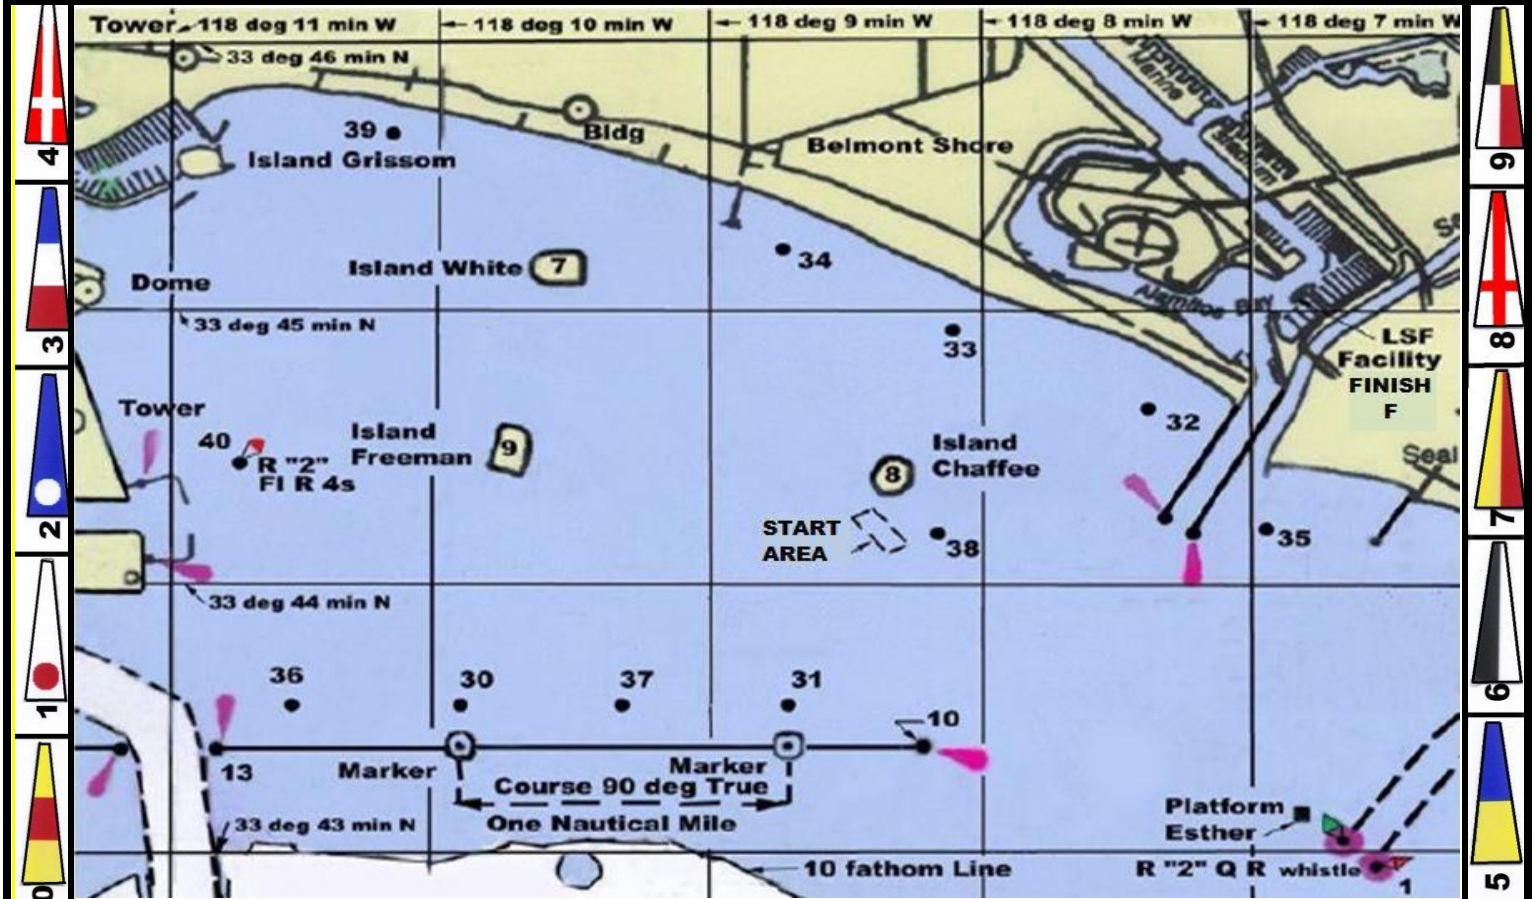 Tower
118 deg 11 min W
118 deg 10 min W
118 deg 9 min W
118 deg 8 min W
118 deg 7 min W
33 deg 46 min N
Marine
39
Bldg
Belmont Shore
Island Grissom
Stadium
Island White
7
34
Dome
Alamitos Bay
33 deg 45 min N
33
LSF
Facility
FINISH
F
Tower
32
40
Island
Freeman
9
Island
Chaffee
R "2"
Fl R 4s
8
Seal
START
AREA
38
35
33 deg 44 min N
36
30
37
31
10
13
Marker
Marker
Course 90 deg True
One Nautical Mile
33 deg 43 min N
Platform
Esther
10 fathom Line
R "2" Q R whistle
1
4
3
2
1
0
9
8
7
6
5